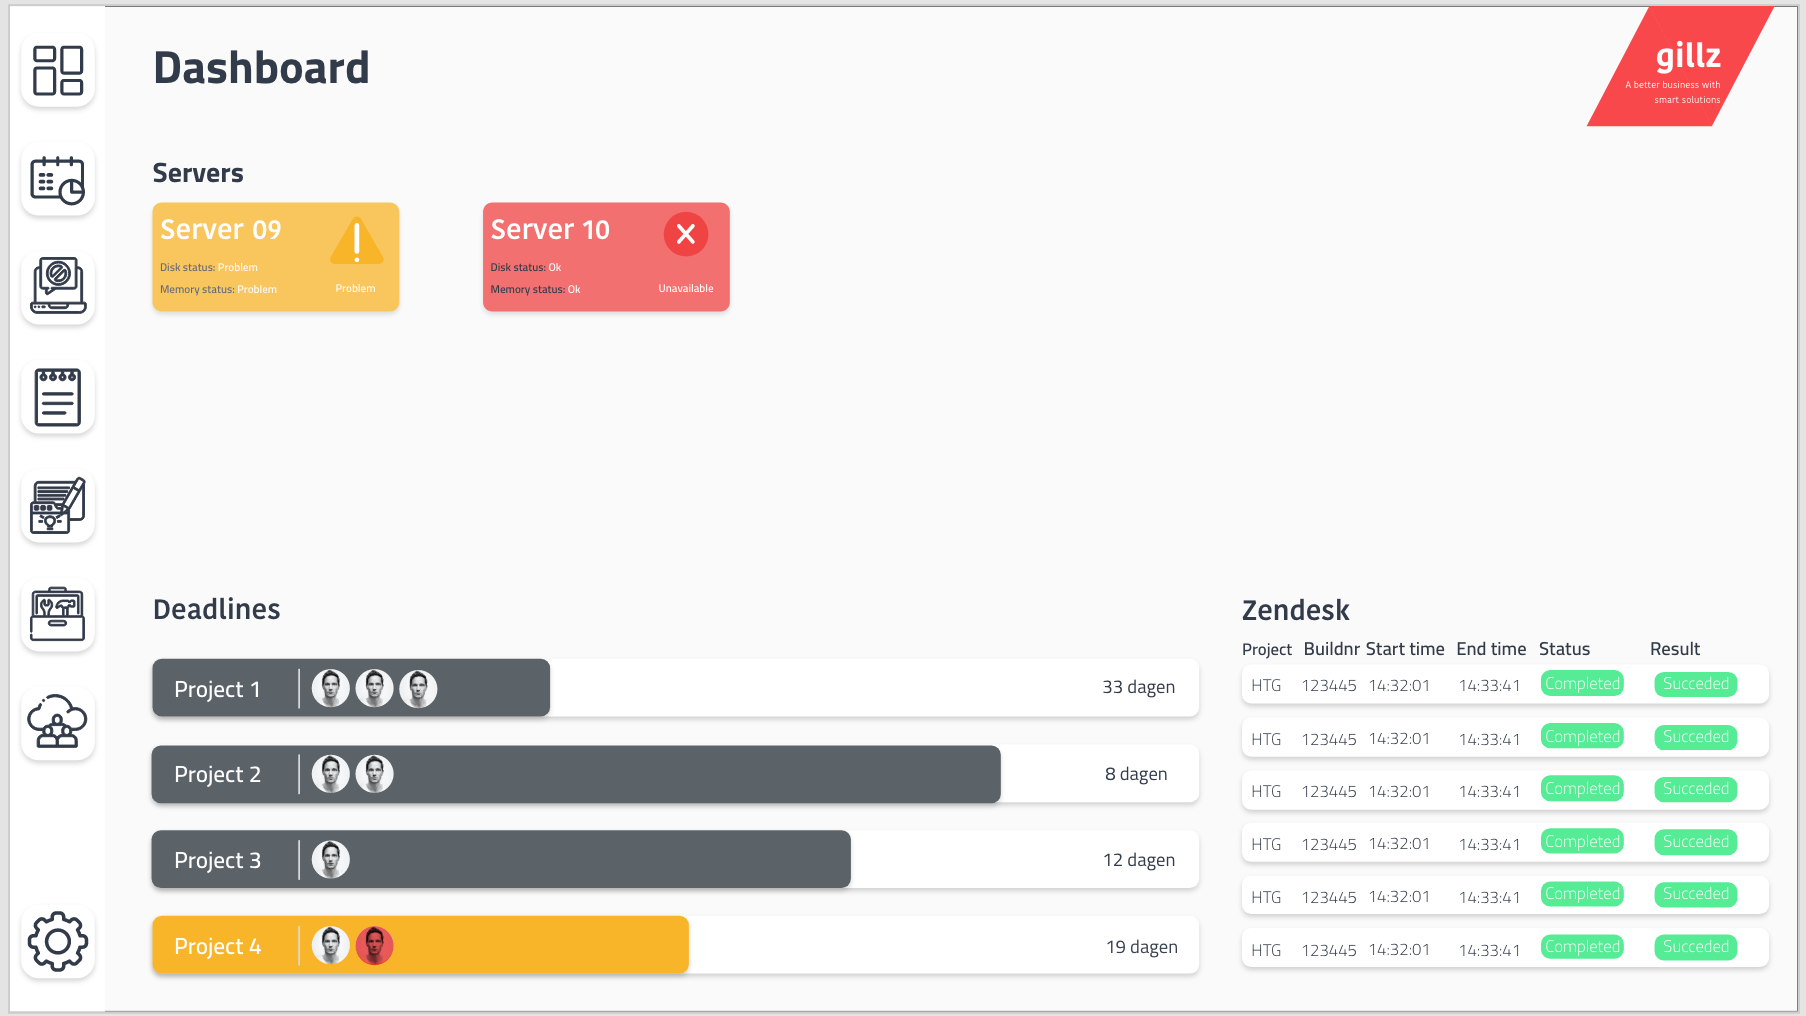 Dashboard
gillz
A better business with
smart solutions
Servers
Server 09
Disk status: Problem
Memory status: Problem
Problem
Server 10
Disk status: Ok
Memory status: Ok
Unavailable
Deadlines
Project 1
33 dagen
Project 2
8 dagen
Project 3
12 dagen
Project 4
19 dagen
Zendesk
Project Buildnr Start time End time Status Result
HTG 123445 14:32:01 14:33:41 Completed Succeded
HTG 123445 14:32:01 14:33:41 Completed Succeded
HTG 123445 14:32:01 14:33:41 Completed Succeded
HTG 123445 14:32:01 14:33:41 Completed Succeded
HTG 123445 14:32:01 14:33:41 Completed Succeded
HTG 123445 14:32:01 14:33:41 Completed Succeded